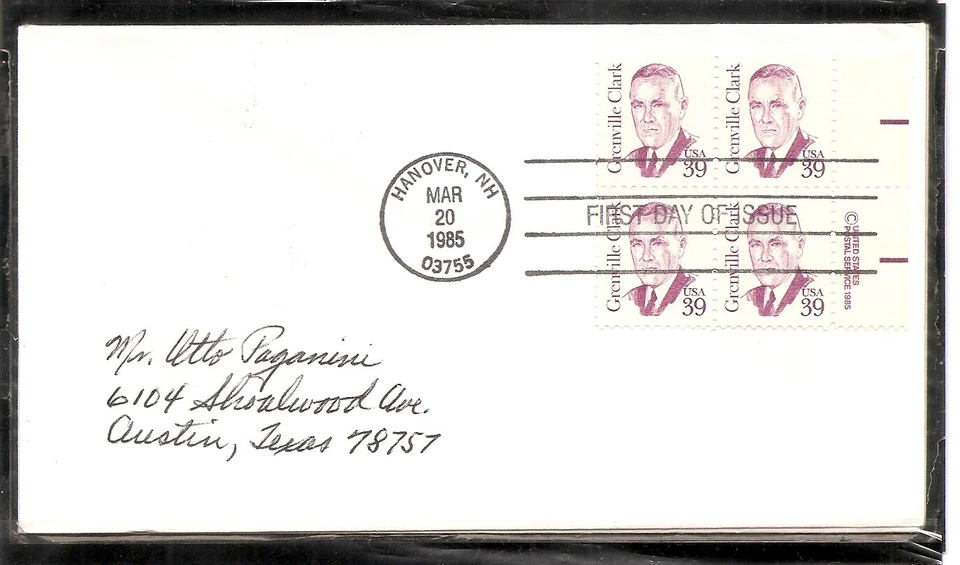 Grenville Clark
USA
39
Grenville Clark
USA
39
HANOVER, NH
MAR
20
1985
03755
FIRST DAY OF ISSUE
Grenville Clark
USA
39
Grenville Clark
USA
39
© UNITED STATES
POSTAL SERVICE 1985
Mr. Otto Paganini
6104 Shoalwood Ave.
Austin, Texas 78757